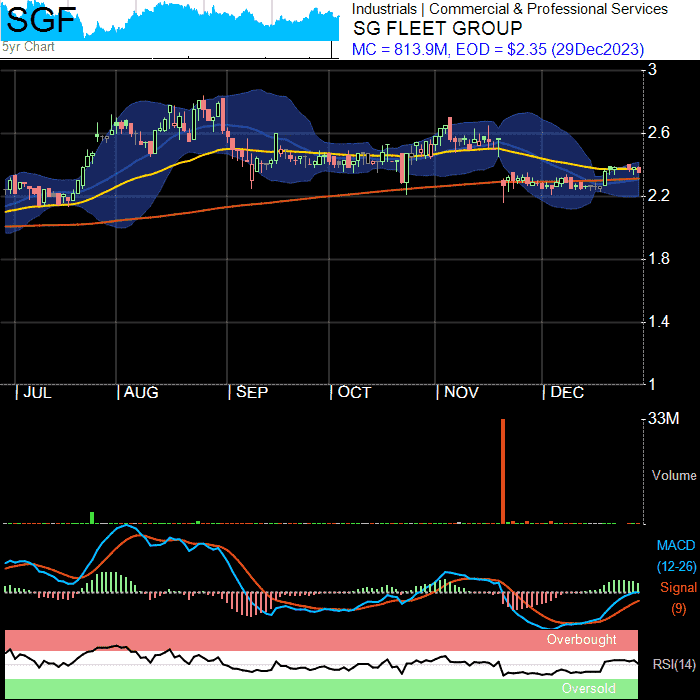 SGF
5yr Chart
Industrials | Commercial & Professional Services
SG FLEET GROUP
MC = 813.9M, EOD = $2.35 (29Dec2023)
3
2.6
2.2
1.8
1.4
1
JUL
AUG
SEP
OCT
NOV
DEC
33M
Volume
MACD
(12-26)
Signal
(9)
Overbought
RSI(14)
Oversold